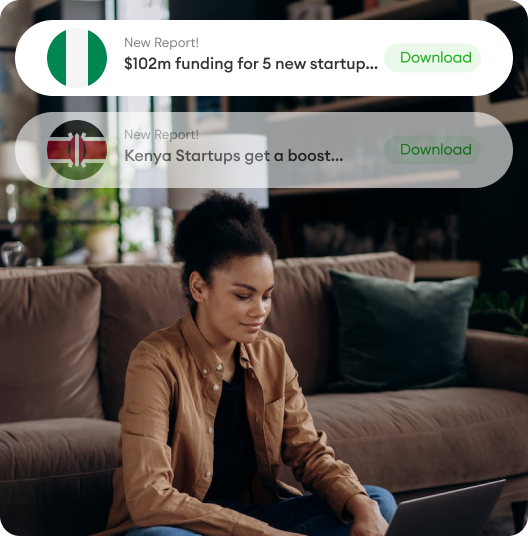 New Report!
$102m funding for 5 new startup...
Download
New Report!
Kenya Startups get a boost...
Download